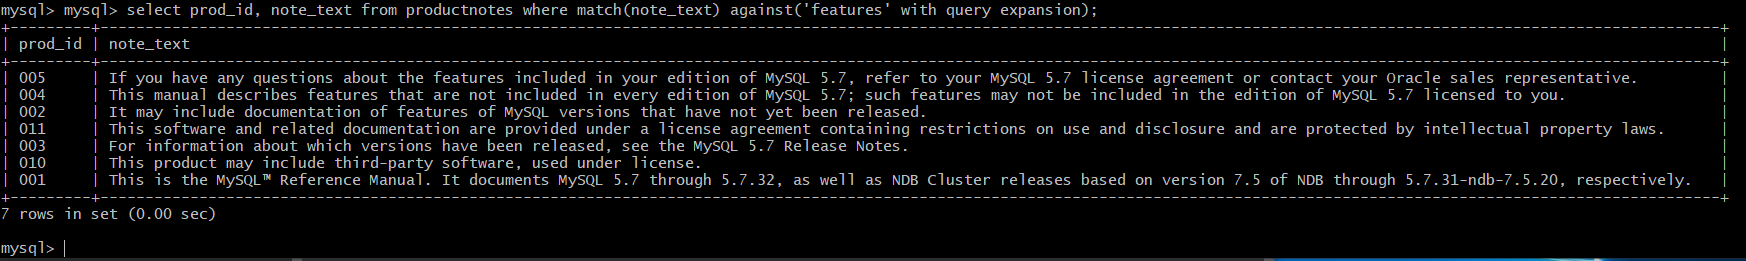 mysql> mysql> select prod_id, note_text from productnotes where match(note_text) against('features' with query expansion);
+---------+------------------------------------------------------------------------------------------------------------------------------------------------------------------------------------+
| prod_id | note_text |
+---------+------------------------------------------------------------------------------------------------------------------------------------------------------------------------------------+
| 005 | If you have any questions about the features included in your edition of MySQL 5.7, refer to your MySQL 5.7 license agreement or contact your Oracle sales representative. |
| 004 | This manual describes features that are not included in every edition of MySQL 5.7; such features may not be included in the edition of MySQL 5.7 licensed to you. |
| 002 | It may include documentation of features of MySQL versions that have not yet been released. |
| 011 | This software and related documentation are provided under a license agreement containing restrictions on use and disclosure and are protected by intellectual property laws. |
| 003 | For information about which versions have been released, see the MySQL 5.7 Release Notes. |
| 010 | This product may include third-party software, used under license. |
| 001 | This is the MySQL™ Reference Manual. It documents MySQL 5.7 through 5.7.32, as well as NDB Cluster releases based on version 7.5 of NDB through 5.7.31-ndb-7.5.20, respectively. |
+---------+------------------------------------------------------------------------------------------------------------------------------------------------------------------------------------+
7 rows in set (0.00 sec)
mysql>